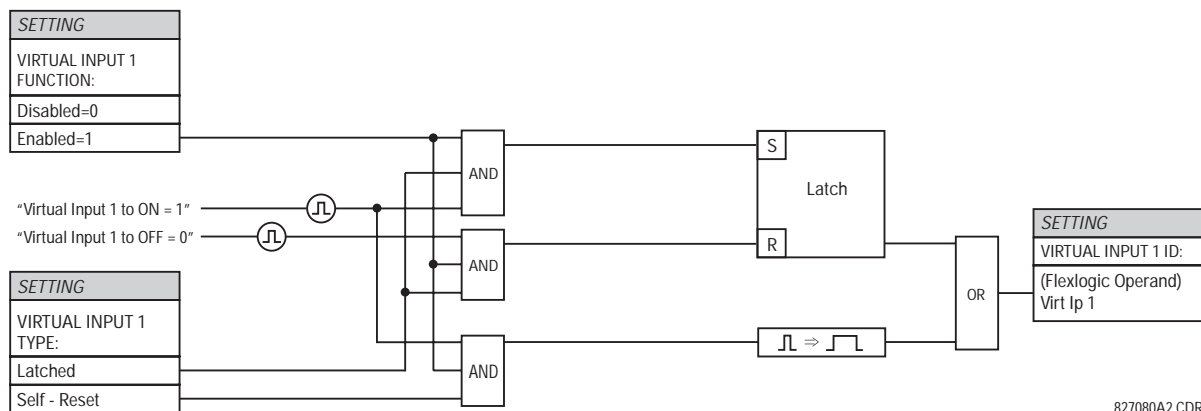 SETTING
VIRTUAL INPUT 1
FUNCTION:
Disabled=0
Enabled=1
“Virtual Input 1 to ON = 1”
“Virtual Input 1 to OFF = 0”
SETTING
VIRTUAL INPUT 1
TYPE:
Latched
Self - Reset
AND
AND
AND
S
Latch
R
OR
SETTING
VIRTUAL INPUT 1 ID:
(Flexlogic Operand)
Virt Ip 1
827080A2.CDR